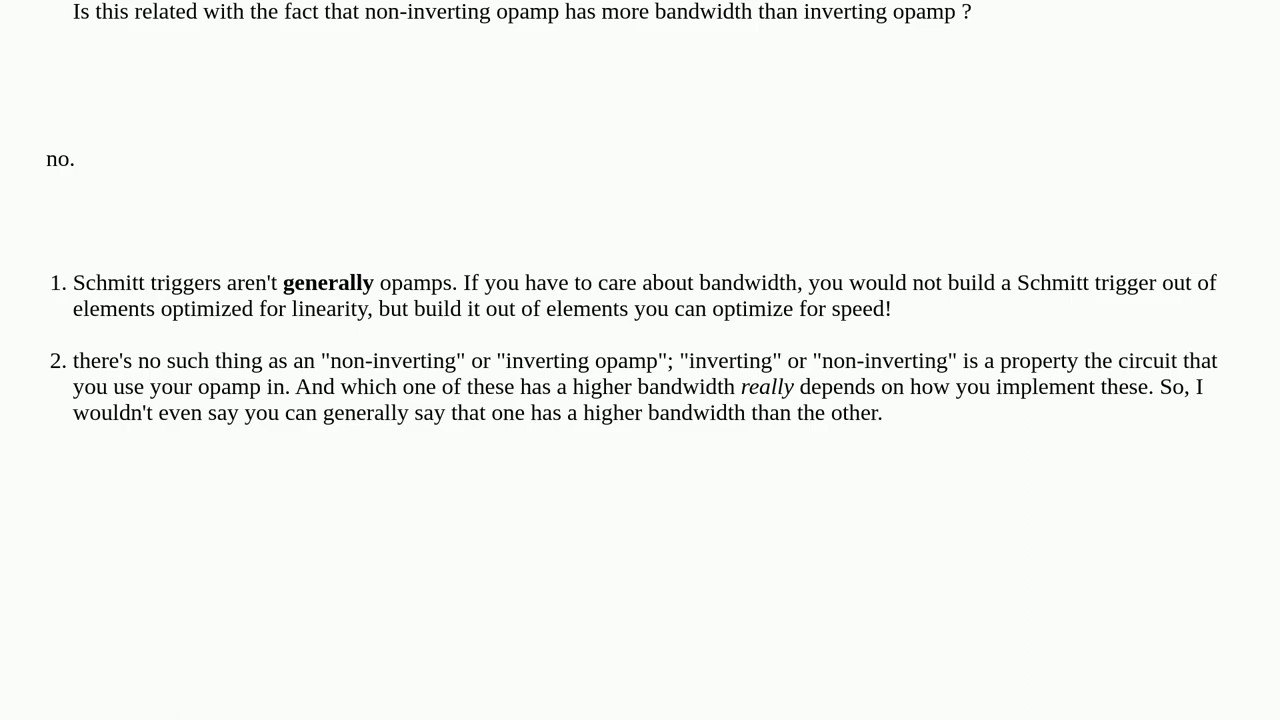 Is this related with the fact that non-inverting opamp has more bandwidth than inverting opamp ?
no.
1. Schmitt triggers aren't generally opamps. If you have to care about bandwidth, you would not build a Schmitt trigger out of
elements optimized for linearity, but build it out of elements you can optimize for speed!
2. there's no such thing as an "non-inverting" or "inverting opamp"; "inverting" or "non-inverting" is a property the circuit that
you use your opamp in. And which one of these has a higher bandwidth really depends on how you implement these. So, I
wouldn't even say you can generally say that one has a higher bandwidth than the other.